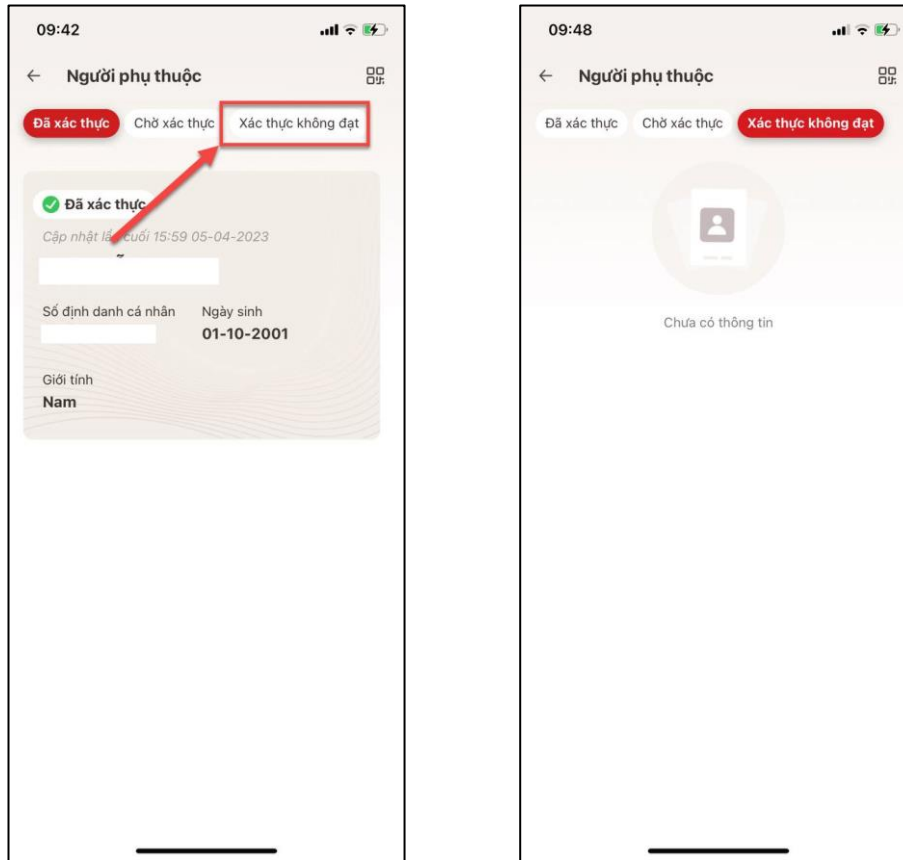 09:42
Người phụ thuộc
Đã xác thực Chờ xác thực Xác thực không đạt
Đã xác thực
Cập nhật cuối 15:59 05-04-2023
Số định danh cá nhân Ngày sinh
01-10-2001
Giới tính
Nam
09:48
Người phụ thuộc
Đã xác thực Chờ xác thực Xác thực không đạt
Chưa có thông tin